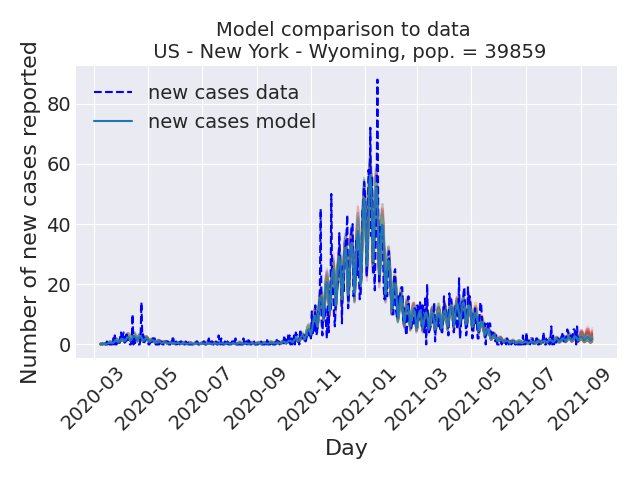 Model comparison to data
US - New York - Wyoming, pop. = 39859
Number of new cases reported
new cases data
new cases model
80
60
40
20
0
2020-03
2020-05
2020-07
2020-09
2020-11
2021-01
2021-03
2021-05
2021-07
2021-09
Day